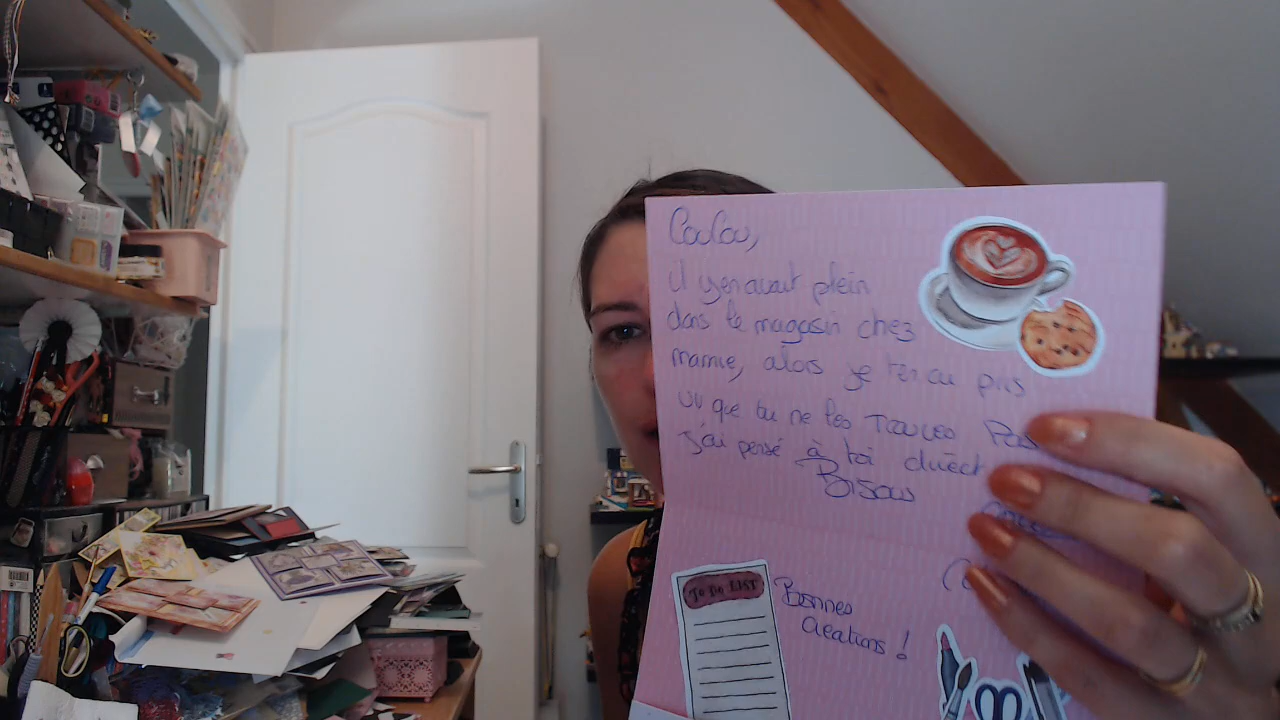 Coucou,
il y en avait plein
dans le magasin chez
mamie, alors je t'en ai pris
vu que tu ne les trouves pas
j'ai pensé à toi direct
Bisous
TO DO LIST
Bonnes
créations !